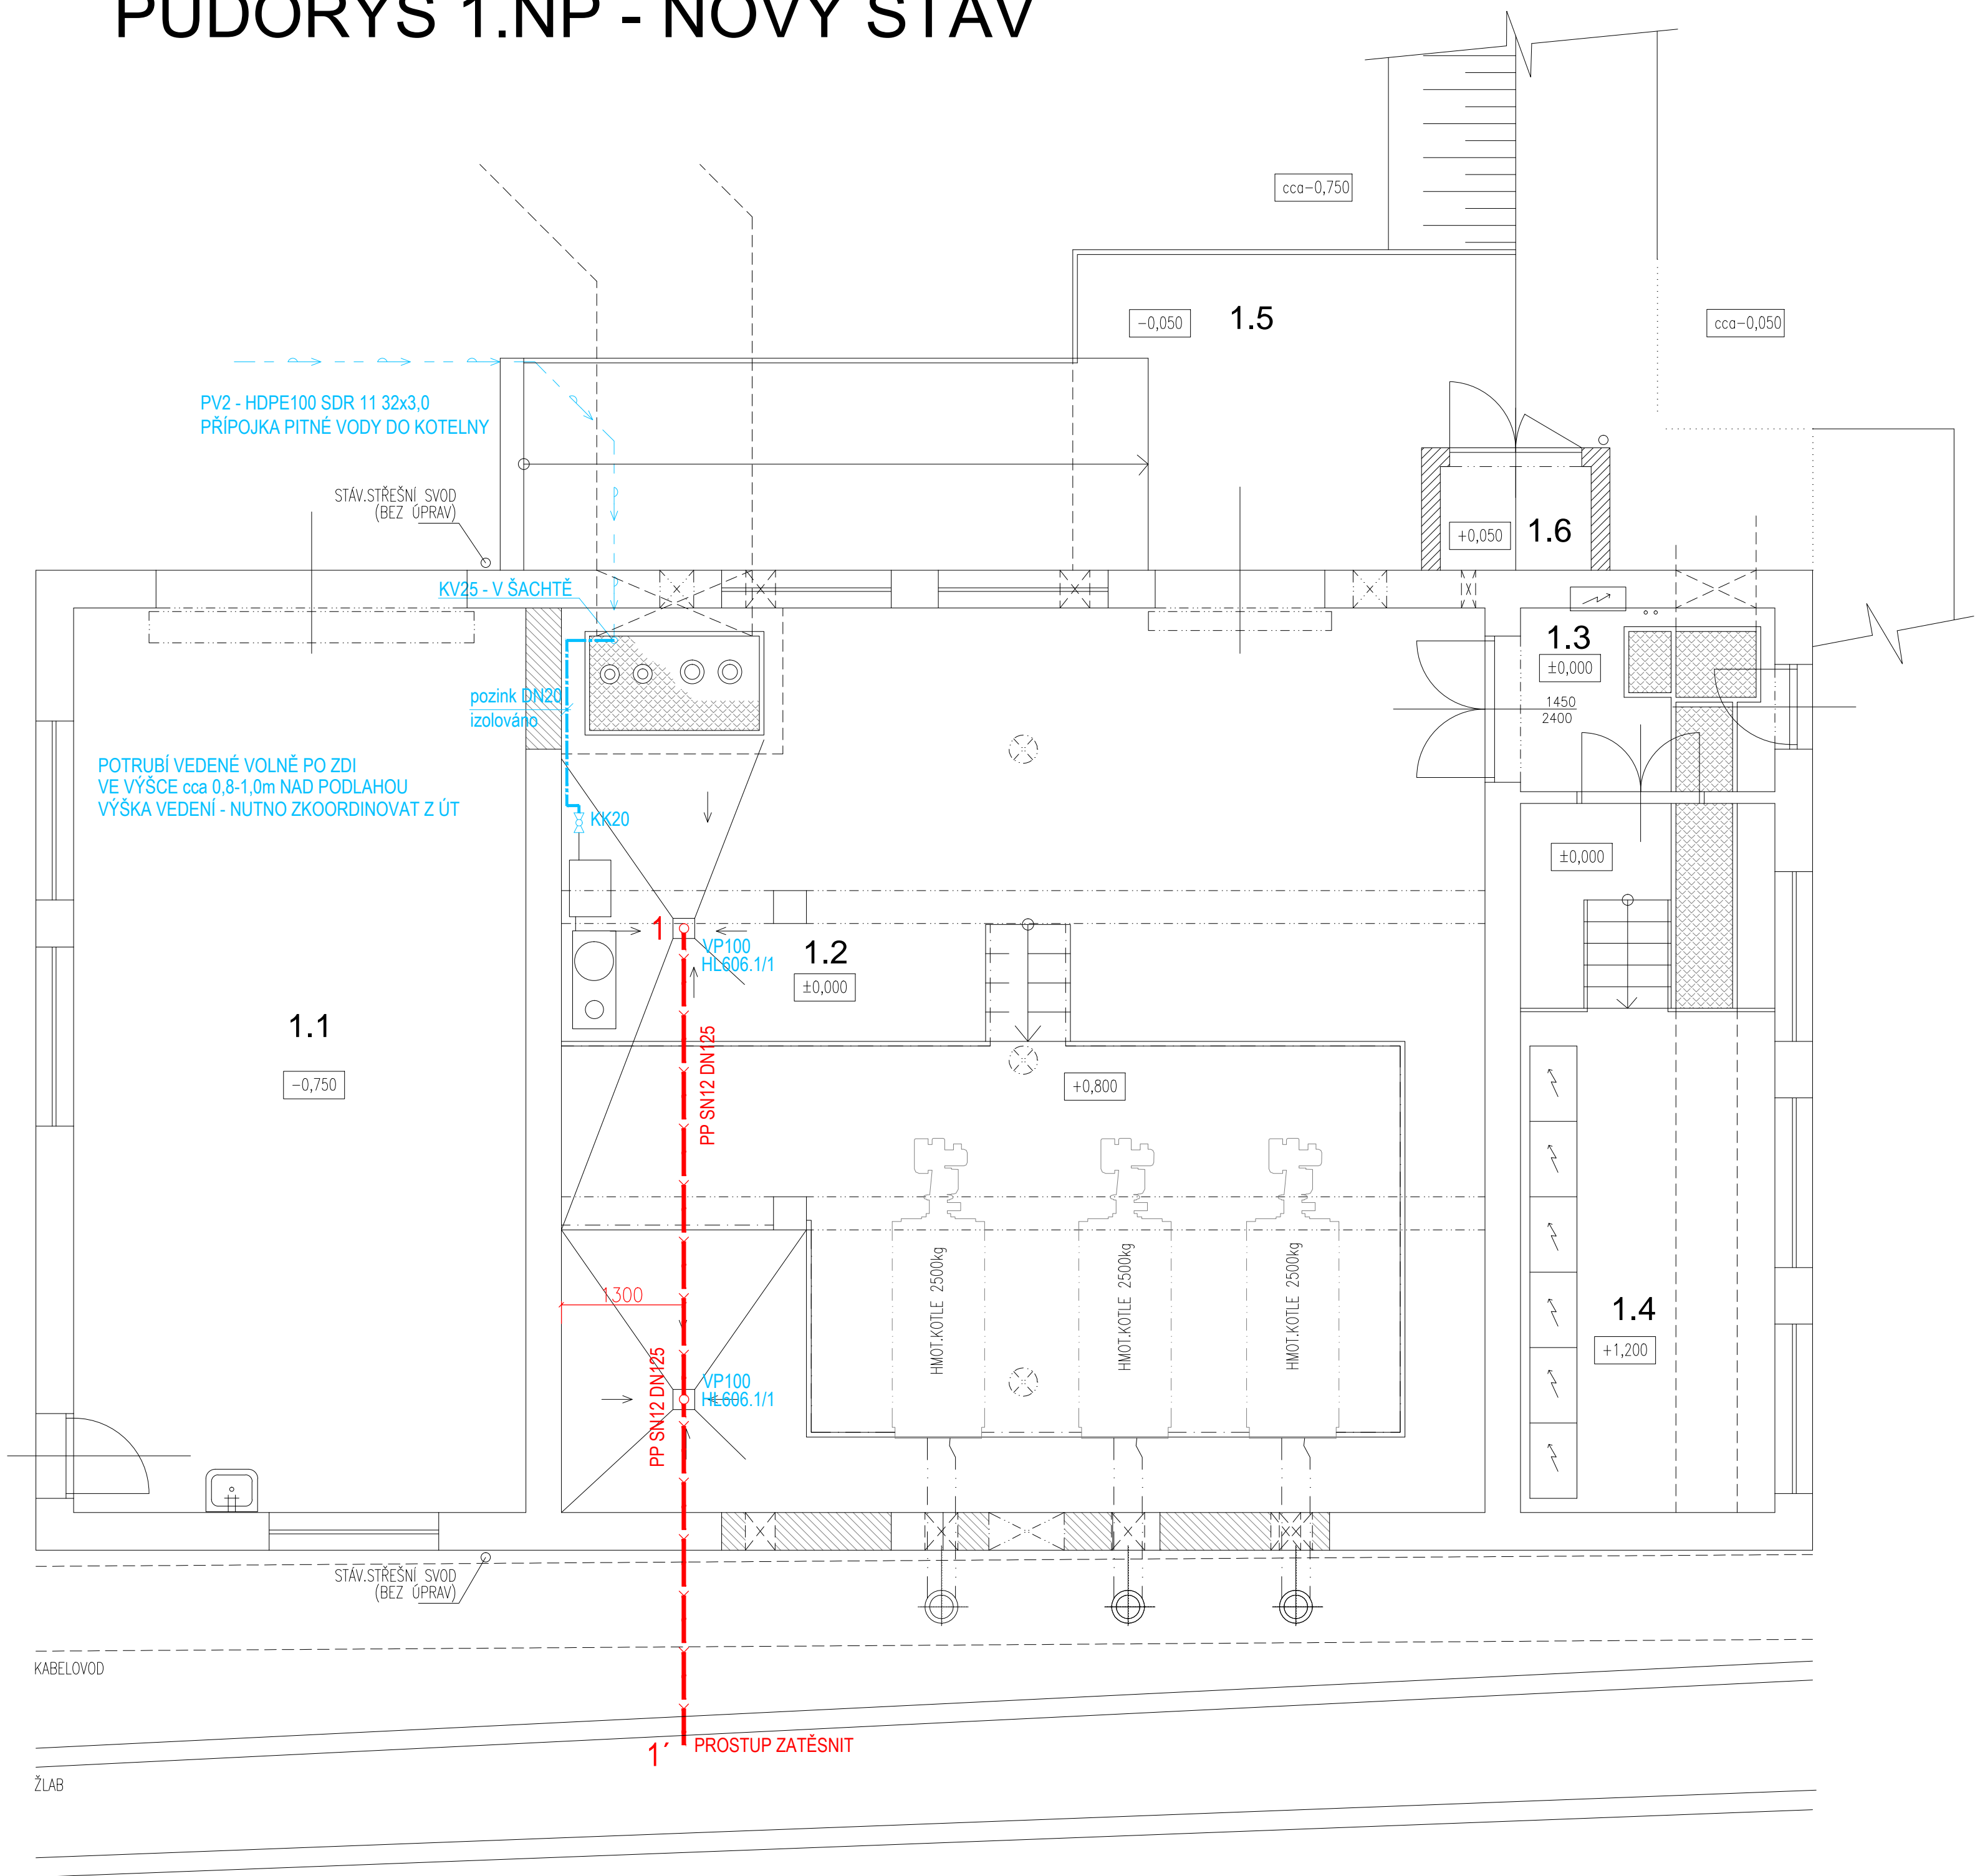 PŮDORYS 1.NP - NOVÝ STAV
cca-0,750
-0,050
1.5
cca-0,050
PV2 - HDPE100 SDR 11 32x3,0
PŘÍPOJKA PITNÉ VODY DO KOTELNY
STÁV.STŘEŠNÍ SVOD
(BEZ ÚPRAV)
+0,050
1.6
KV25 - V ŠACHTĚ
1.3
±0,000
1450
2400
pozink DN20
izolováno
POTRUBÍ VEDENÉ VOLNĚ PO ZDI
VE VÝŠCE cca 0,8-1,0m NAD PODLAHOU
VÝŠKA VEDENÍ - NUTNO ZKOORDINOVAT Z ÚT
KK20
±0,000
1
VP100
HL606.1/1
1.2
±0,000
1.1
-0,750
PP SN12 DN125
+0,800
1300
HMOT.KOTLE 2500kg
HMOT.KOTLE 2500kg
HMOT.KOTLE 2500kg
1.4
+1,200
PP SN12 DN125
VP100
HL606.1/1
STÁV.STŘEŠNÍ SVOD
(BEZ ÚPRAV)
KABELOVOD
1´
PROSTUP ZATĚSNIT
ŽLAB